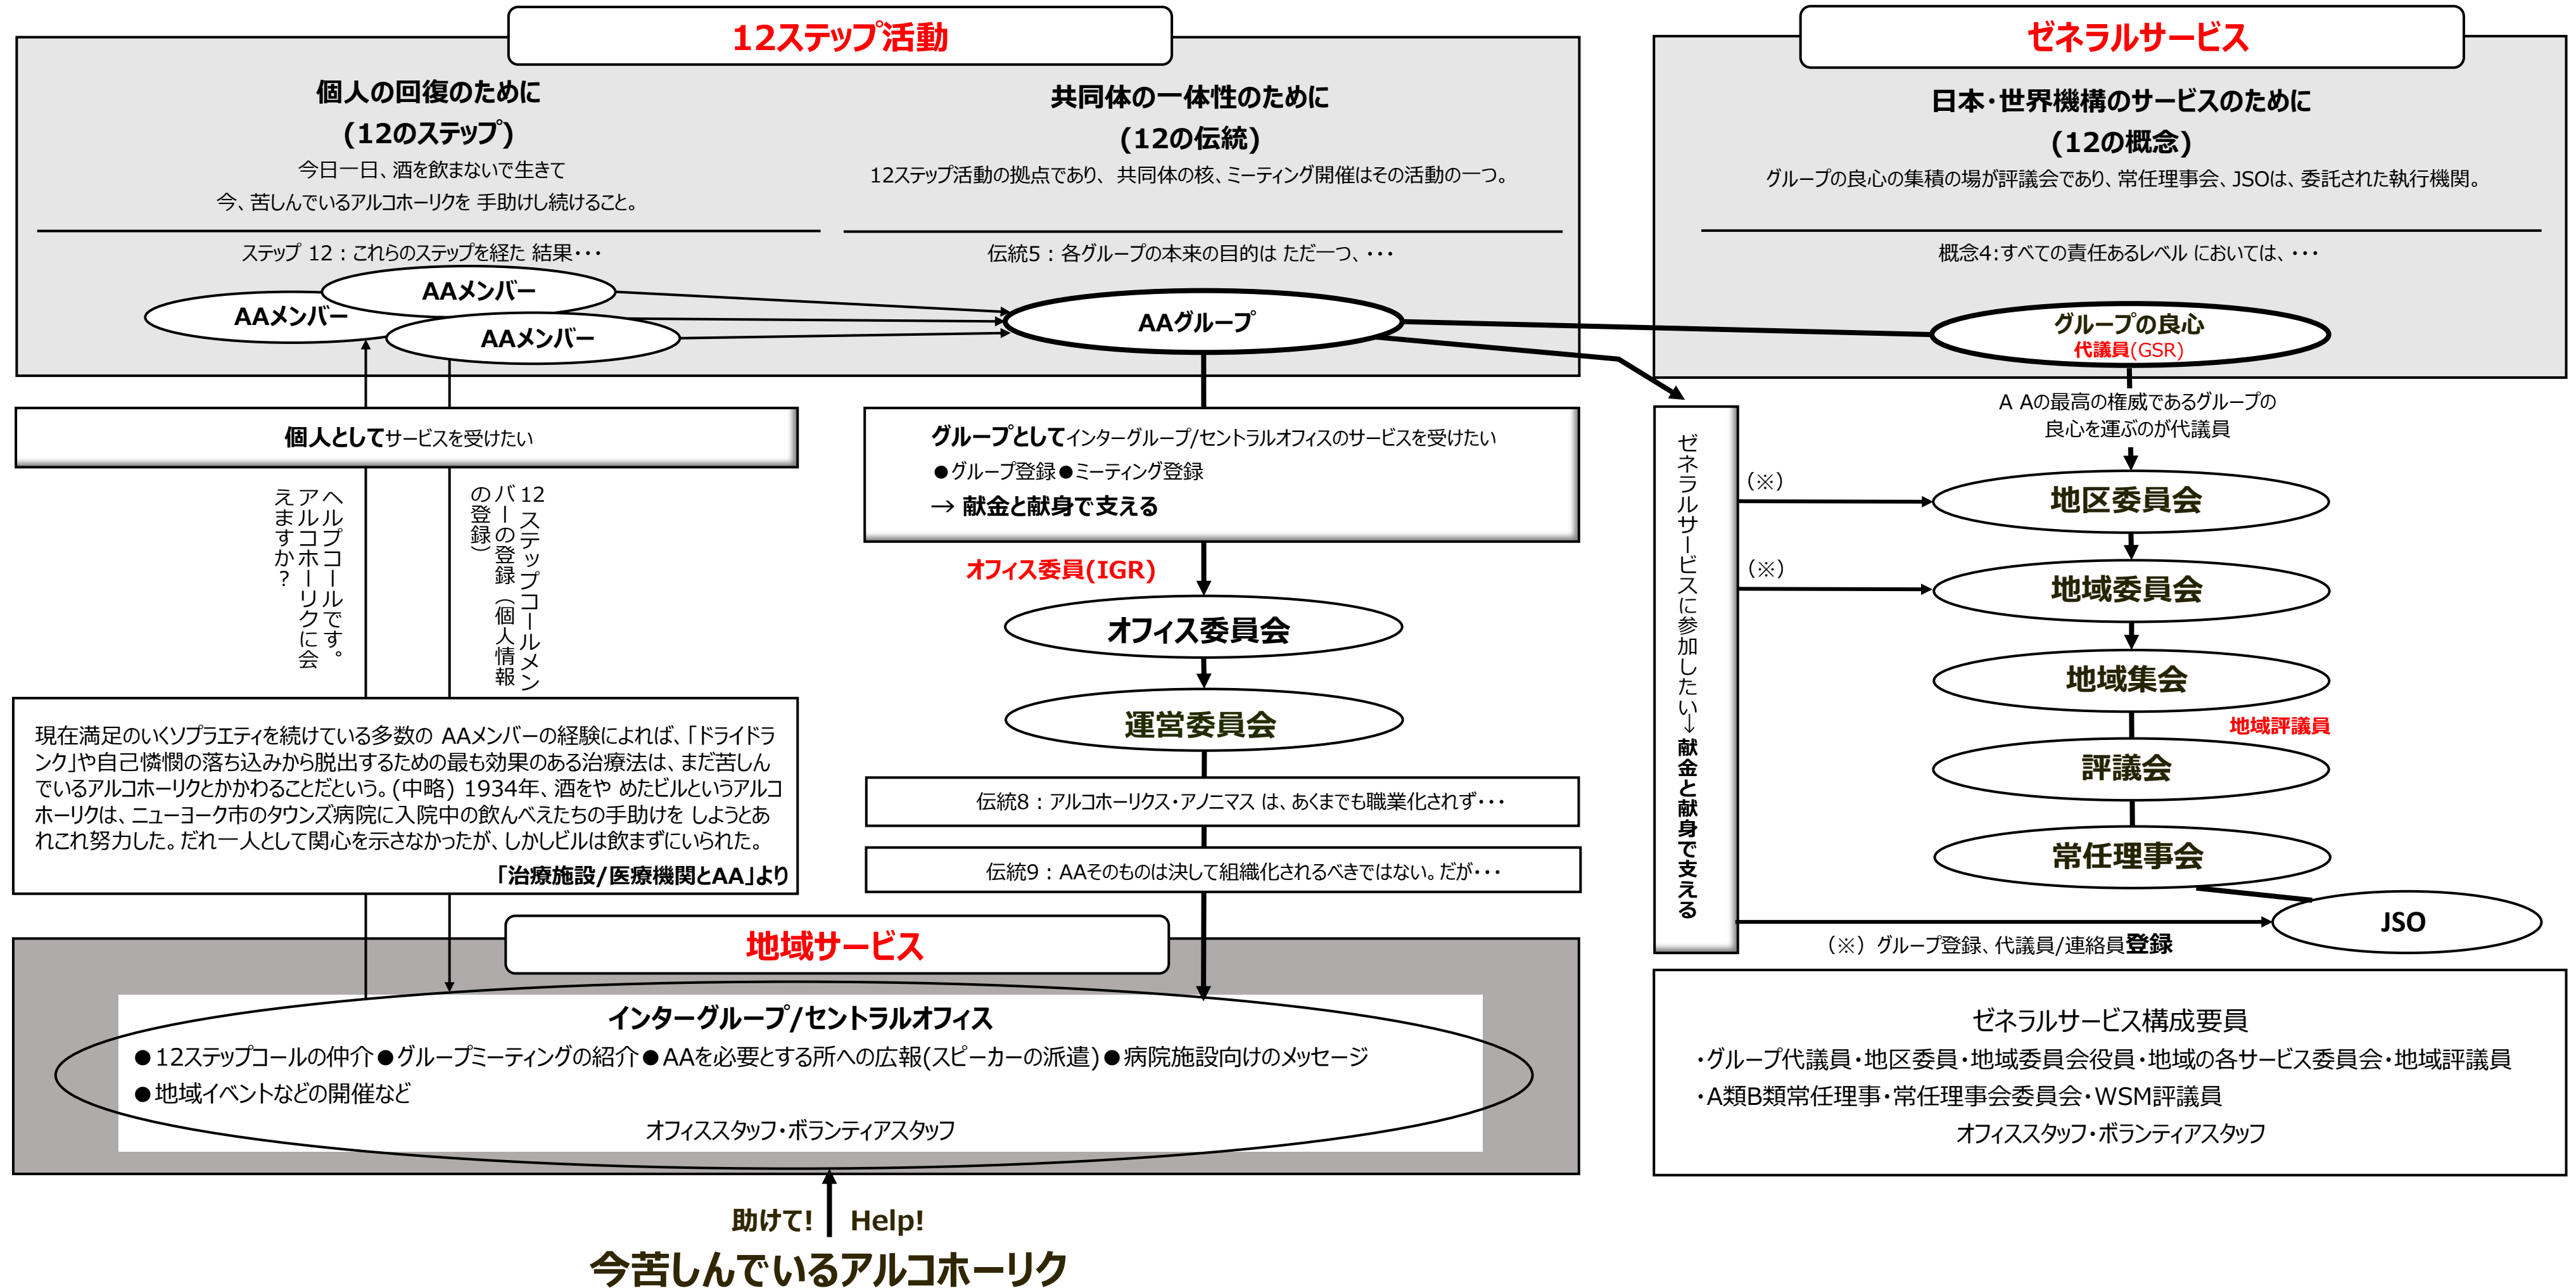 12ステップ活動
個人の回復のために
(12のステップ)
今日一日、酒を飲まないで生きて
今、苦しんでいるアルコホーリクを 手助けし続けること。
ステップ 12：これらのステップを経た 結果･･･
AAメンバー
AAメンバー
AAメンバー
共同体の一体性のために
(12の伝統)
12ステップ活動の拠点であり、共同体の核、ミーティング開催はその活動の一つ。
伝統5：各グループの本来の目的は ただ一つ、･･･
AAグループ
ゼネラルサービス
日本･世界機構のサービスのために
(12の概念)
グループの良心の集積の場が評議会であり、常任理事会、JSOは、委託された執行機関。
概念4:すべての責任あるレベル においては、･･･
グループの良心
代議員(GSR)
個人としてサービスを受けたい
ヘルプコールです。
アルコホーリクに会
えますか？
12ステップコールメン
バーの登録（個人情報
の登録）
現在満足のいくソプラエティを続けている多数の AAメンバーの経験によれば、｢ドライドラ
ンク｣や自己憐憫の落ち込みから脱出するための最も効果のある治療法は、まだ苦しん
でいるアルコホーリクとかかわることだという。(中略) 1934年、酒をや めたビルというアルコ
ホーリクは、ニューヨーク市のタウンズ病院に入院中の飲んべえたちの手助けを しようとあ
れこれ努力した。だれ一人として関心を示さなかったが、しかしビルは飲まずにいられた。
｢治療施設/医療機関とAA｣より
グループとしてインターグループ/セントラルオフィスのサービスを受けたい
●グループ登録●ミーティング登録
→ 献金と献身で支える
オフィス委員(IGR)
オフィス委員会
運営委員会
伝統8：アルコホーリクス･アノニマス は、あくまでも職業化されず･･･
伝統9：AAそのものは決して組織化されるべきではない。だが･･･
ゼネラルサービスに参加したい→献金と献身で支える
A Aの最高の権威であるグループの
良心を運ぶのが代議員
（※）
地区委員会
（※）
地域委員会
地域集会
地域評議員
評議会
常任理事会
JSO
（※）グループ登録、代議員/連絡員登録
地域サービス
インターグループ/セントラルオフィス
●12ステップコールの仲介●グループミーティングの紹介●AAを必要とする所への広報(スピーカーの派遣)●病院施設向けのメッセージ
●地域イベントなどの開催など
オフィススタッフ･ボランティアスタッフ
ゼネラルサービス構成要員
･グループ代議員･地区委員･地域委員会役員･地域の各サービス委員会･地域評議員
･A類B類常任理事･常任理事会委員会･WSM評議員
オフィススタッフ･ボランティアスタッフ
助けて! Help!
今苦しんでいるアルコホーリク